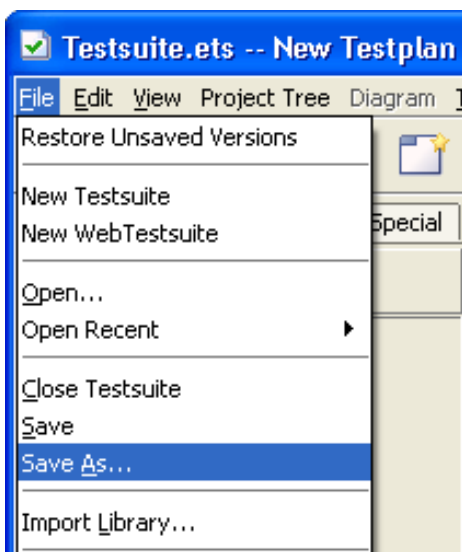 Testsuite.ets -- New Testplan
File Edit View Project Tree Diagram
Restore Unsaved Versions
New Testsuite
New WebTestsuite
Special
Open...
Open Recent
Close Testsuite
Save
Save As...
Import Library...